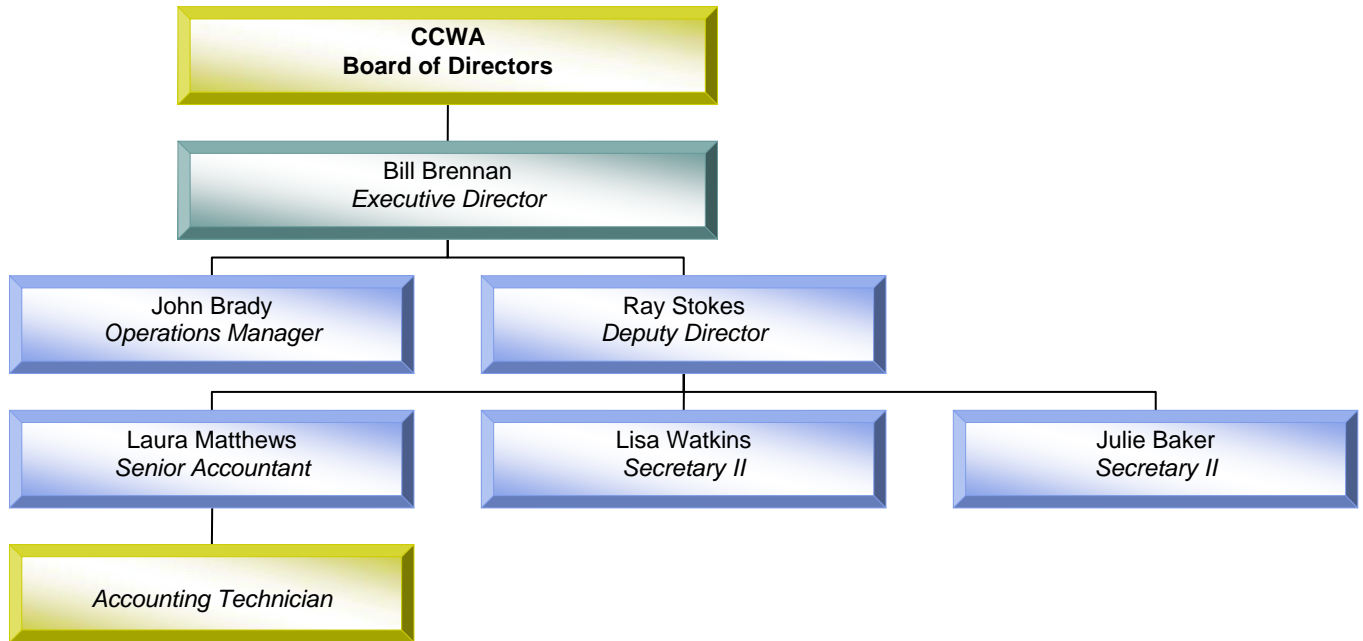 CCWA
Board of Directors
Bill Brennan
Executive Director
John Brady
Operations Manager
Ray Stokes
Deputy Director
Laura Matthews
Senior Accountant
Lisa Watkins
Secretary II
Julie Baker
Secretary II
Accounting Technician